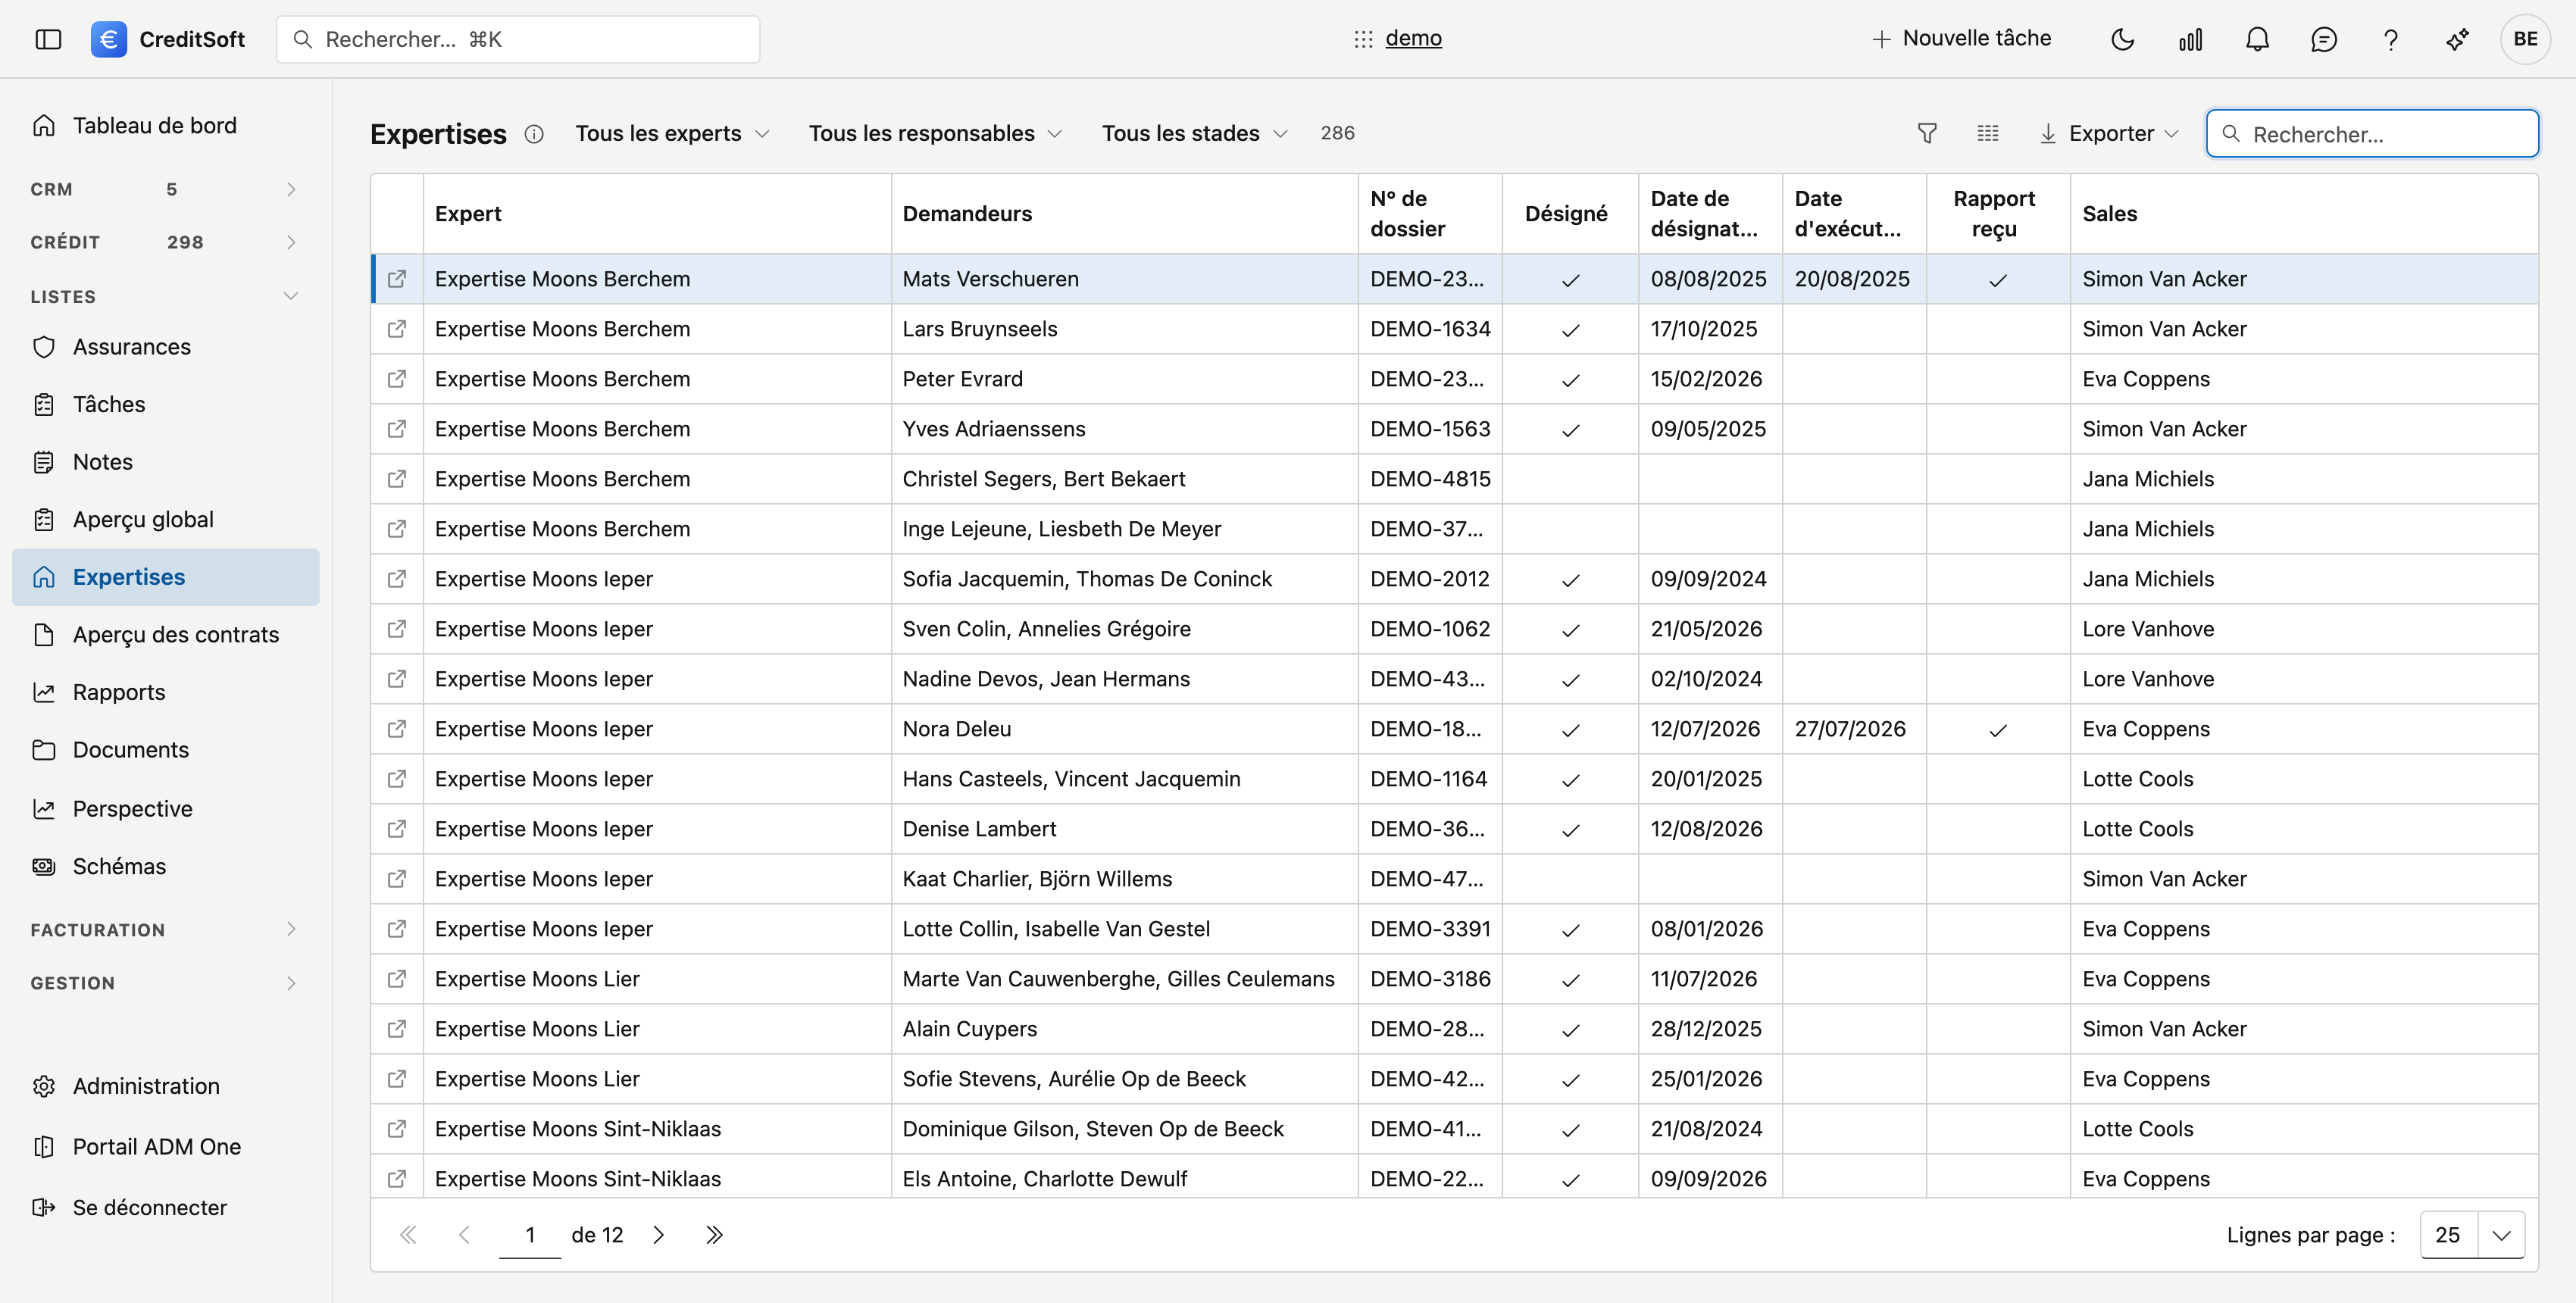 € CreditSoft
Rechercher... ⌘K
demo
Nouvelle tâche
BE
Tableau de bord
CRM 5
CRÉDIT 298
LISTES
Assurances
Tâches
Notes
Aperçu global
Expertises
Aperçu des contrats
Rapports
Documents
Perspective
Schémas
FACTURATION
GESTION
Administration
Portail ADM One
Se déconnecter
Expertises Tous les experts Tous les responsables Tous les stades 286
Exporter Rechercher...
Expert Demandeurs N° de dossier Désigné Date de désignat... Date d'exécut... Rapport reçu Sales
Expertise Moons Berchem Mats Verschueren DEMO-23... 08/08/2025 20/08/2025 Simon Van Acker
Expertise Moons Berchem Lars Bruynseels DEMO-1634 17/10/2025 Simon Van Acker
Expertise Moons Berchem Peter Evrard DEMO-23... 15/02/2026 Eva Coppens
Expertise Moons Berchem Yves Adriaenssens DEMO-1563 09/05/2025 Simon Van Acker
Expertise Moons Berchem Christel Segers, Bert Bekaert DEMO-4815 Jana Michiels
Expertise Moons Berchem Inge Lejeune, Liesbeth De Meyer DEMO-37... Jana Michiels
Expertise Moons Ieper Sofia Jacquemin, Thomas De Coninck DEMO-2012 09/09/2024 Jana Michiels
Expertise Moons Ieper Sven Colin, Annelies Grégoire DEMO-1062 21/05/2026 Lore Vanhove
Expertise Moons Ieper Nadine Devos, Jean Hermans DEMO-43... 02/10/2024 Lore Vanhove
Expertise Moons Ieper Nora Deleu DEMO-18... 12/07/2026 27/07/2026 Eva Coppens
Expertise Moons Ieper Hans Casteels, Vincent Jacquemin DEMO-1164 20/01/2025 Lotte Cools
Expertise Moons Ieper Denise Lambert DEMO-36... 12/08/2026 Lotte Cools
Expertise Moons Ieper Kaat Charlier, Björn Willems DEMO-47... Simon Van Acker
Expertise Moons Ieper Lotte Collin, Isabelle Van Gestel DEMO-3391 08/01/2026 Eva Coppens
Expertise Moons Lier Marte Van Cauwenberghe, Gilles Ceulemans DEMO-3186 11/07/2026 Eva Coppens
Expertise Moons Lier Alain Cuypers DEMO-28... 28/12/2025 Simon Van Acker
Expertise Moons Lier Sofie Stevens, Aurélie Op de Beeck DEMO-42... 25/01/2026 Eva Coppens
Expertise Moons Sint-Niklaas Dominique Gilson, Steven Op de Beeck DEMO-41... 21/08/2024 Lotte Cools
Expertise Moons Sint-Niklaas Els Antoine, Charlotte Dewulf DEMO-22... 09/09/2026 Eva Coppens
1 de 12
Lignes par page : 25